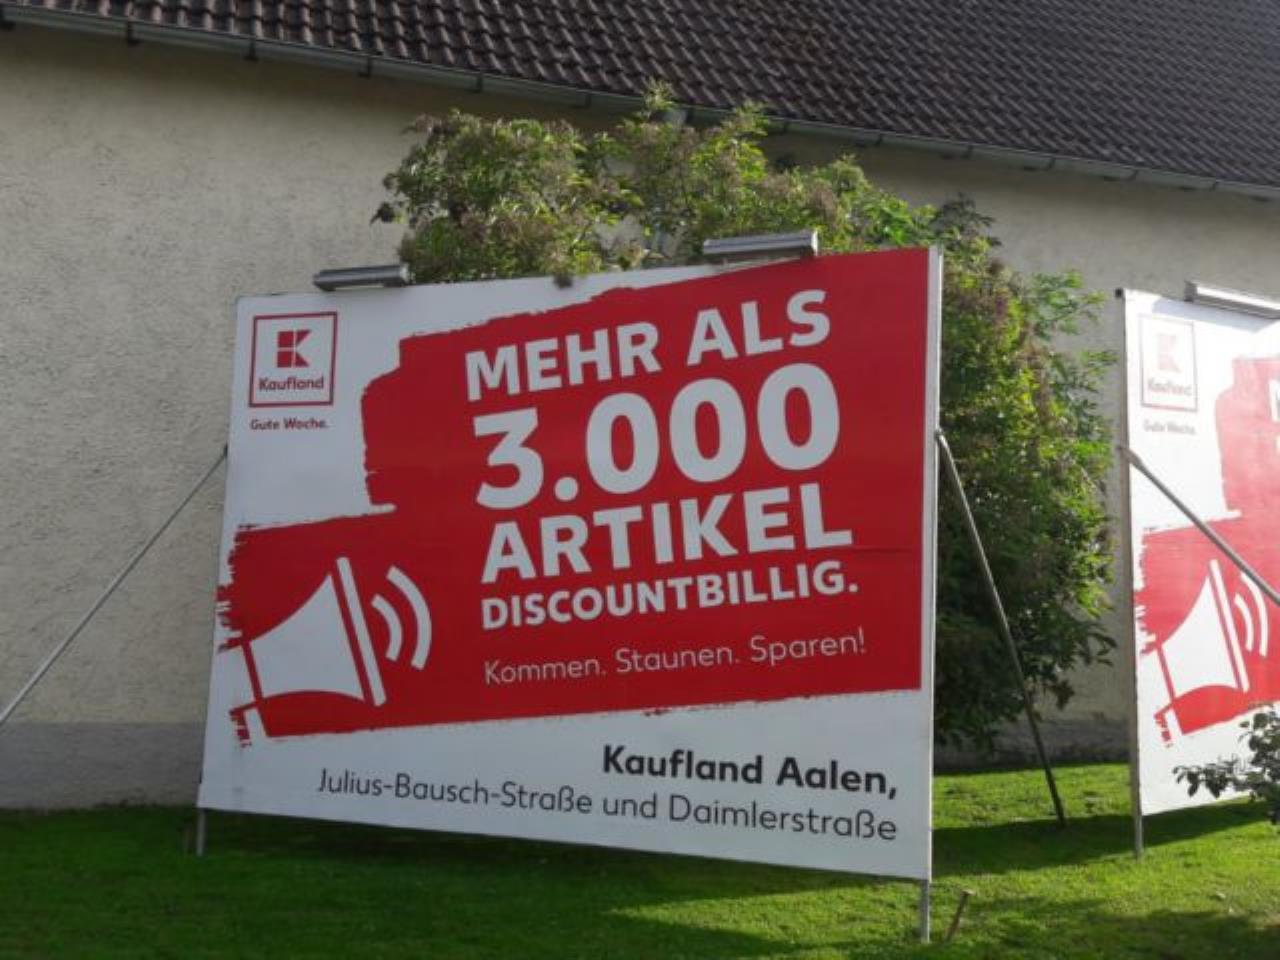 Kaufland
Gute Woche.
MEHR ALS
3.000
ARTIKEL
DISCOUNTBILLIG.
Kommen. Staunen. Sparen!
Kaufland Aalen,
Julius-Bausch-Straße und Daimlerstraße
Kaufland
Gute Woche.